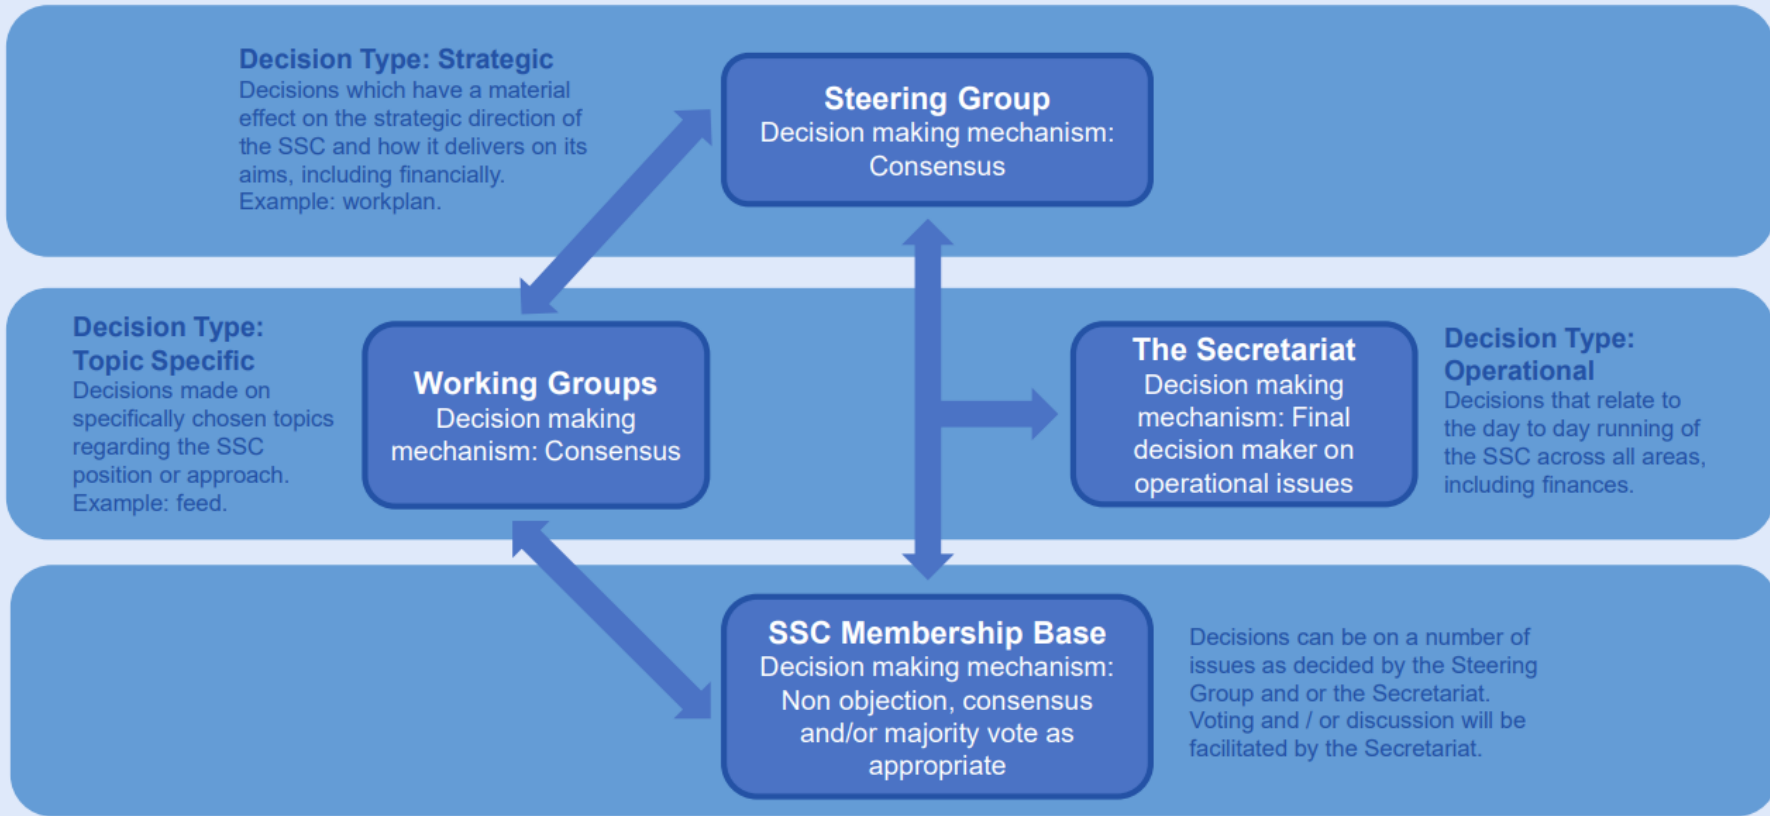 Decision Type: Strategic
Decisions which have a material
effect on the strategic direction of
the SSC and how it delivers on its
aims, including financially.
Example: workplan.
Steering Group
Decision making mechanism:
Consensus
Decision Type:
Topic Specific
Decisions made on
specifically chosen topics
regarding the SSC
position or approach.
Example: feed.
Working Groups
Decision making
mechanism: Consensus
The Secretariat
Decision making
mechanism: Final
decision maker on
operational issues
Decision Type:
Operational
Decisions that relate to
the day to day running of
the SSC across all areas,
including finances.
SSC Membership Base
Decision making mechanism:
Non objection, consensus
and/or majority vote as
appropriate
Decisions can be on a number of
issues as decided by the Steering
Group and or the Secretariat.
Voting and / or discussion will be
facilitated by the Secretariat.